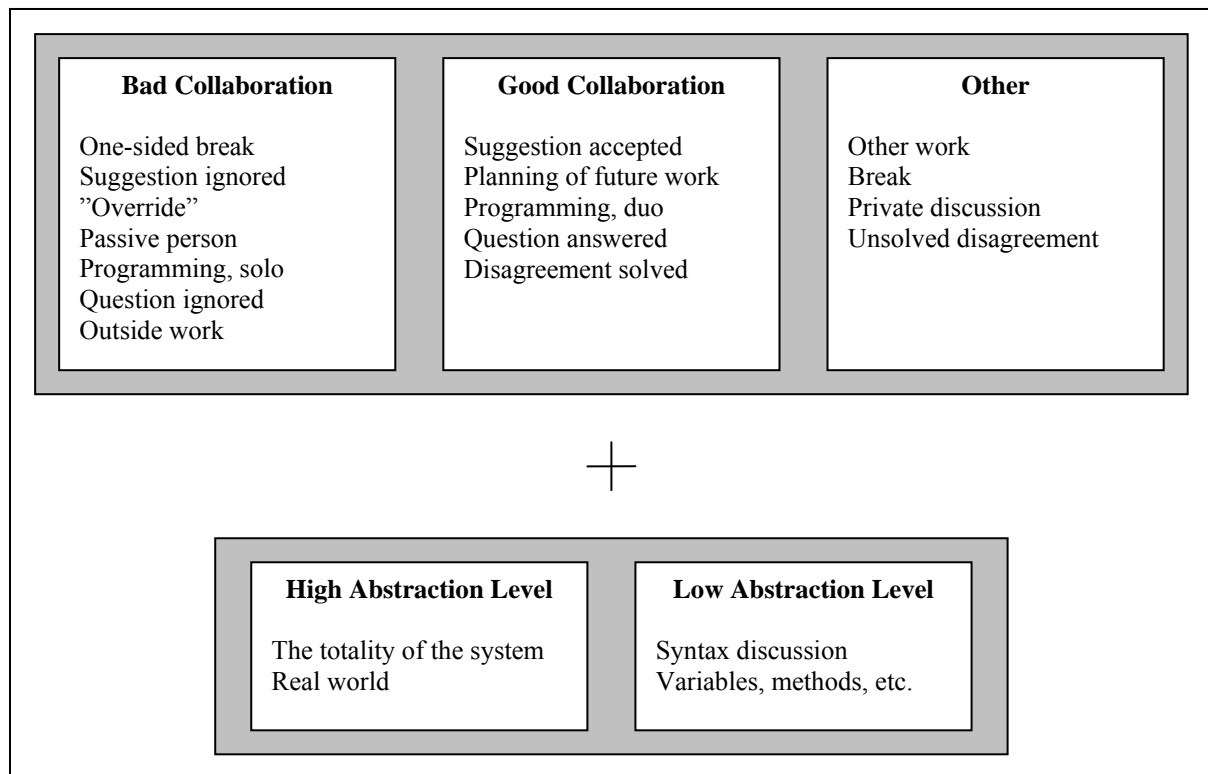 Bad Collaboration
One-sided break
Suggestion ignored
”Override”
Passive person
Programming, solo
Question ignored
Outside work
Good Collaboration
Suggestion accepted
Planning of future work
Programming, duo
Question answered
Disagreement solved
Other
Other work
Break
Private discussion
Unsolved disagreement
+
High Abstraction Level
The totality of the system
Real world
Low Abstraction Level
Syntax discussion
Variables, methods, etc.